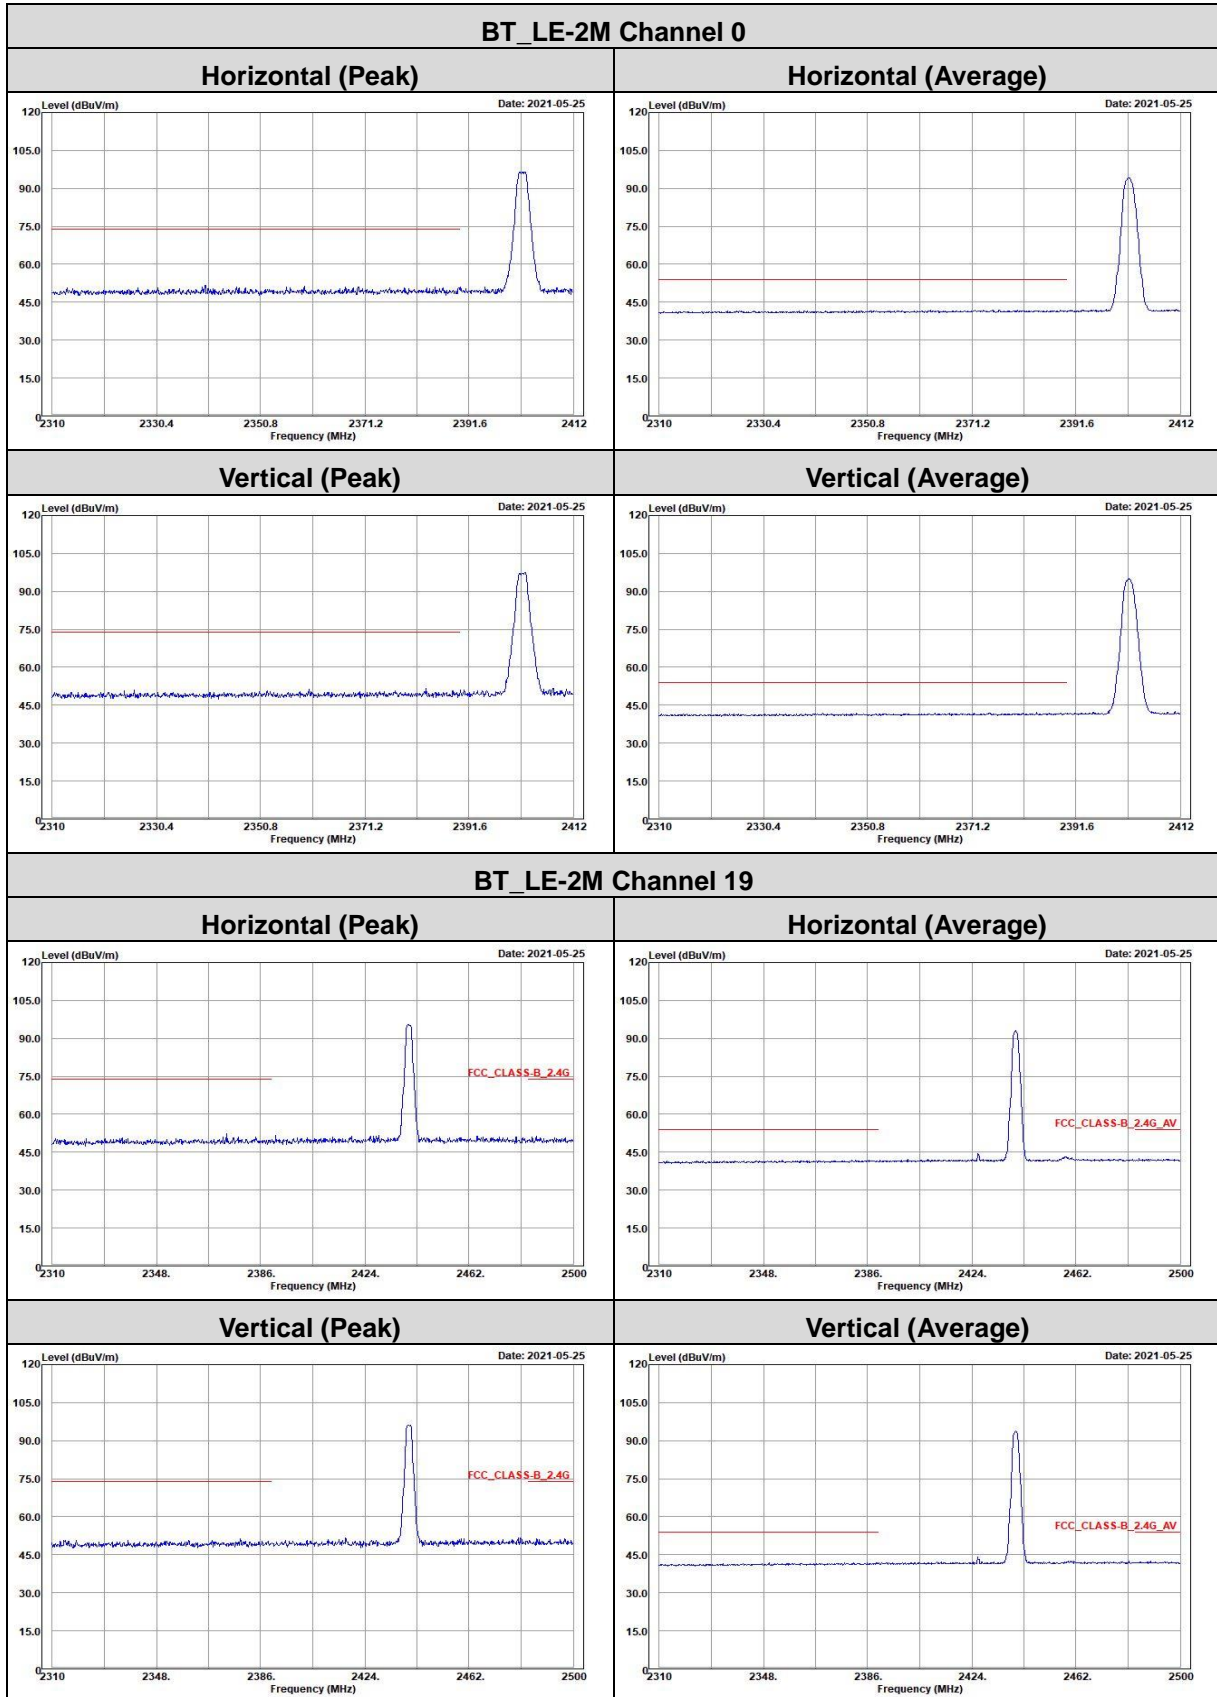 BT_LE-2M Channel 0
Horizontal (Peak)
Horizontal (Average)
Level (dBuV/m)
Date: 2021-05-25
120
105.0
90.0
75.0
60.0
45.0
30.0
15.0
0
2310 2330.4 2350.8 2371.2 2391.6 2412
Frequency (MHz)
Level (dBuV/m)
Date: 2021-05-25
120
105.0
90.0
75.0
60.0
45.0
30.0
15.0
0
2310 2330.4 2350.8 2371.2 2391.6 2412
Frequency (MHz)
Vertical (Peak)
Vertical (Average)
Level (dBuV/m)
Date: 2021-05-25
120
105.0
90.0
75.0
60.0
45.0
30.0
15.0
0
2310 2330.4 2350.8 2371.2 2391.6 2412
Frequency (MHz)
Level (dBuV/m)
Date: 2021-05-25
120
105.0
90.0
75.0
60.0
45.0
30.0
15.0
0
2310 2330.4 2350.8 2371.2 2391.6 2412
Frequency (MHz)
BT_LE-2M Channel 19
Horizontal (Peak)
Horizontal (Average)
Level (dBuV/m)
Date: 2021-05-25
120
105.0
90.0
75.0
FCC_CLASS-B_2.4G
60.0
45.0
30.0
15.0
0
2310 2348. 2386. 2424. 2462. 2500
Frequency (MHz)
Level (dBuV/m)
Date: 2021-05-25
120
105.0
90.0
75.0
60.0
FCC_CLASS-B_2.4G_AV
45.0
30.0
15.0
0
2310 2348. 2386. 2424. 2462. 2500
Frequency (MHz)
Vertical (Peak)
Vertical (Average)
Level (dBuV/m)
Date: 2021-05-25
120
105.0
90.0
75.0
FCC_CLASS-B_2.4G
60.0
45.0
30.0
15.0
0
2310 2348. 2386. 2424. 2462. 2500
Frequency (MHz)
Level (dBuV/m)
Date: 2021-05-25
120
105.0
90.0
75.0
60.0
FCC_CLASS-B_2.4G_AV
45.0
30.0
15.0
0
2310 2348. 2386. 2424. 2462. 2500
Frequency (MHz)